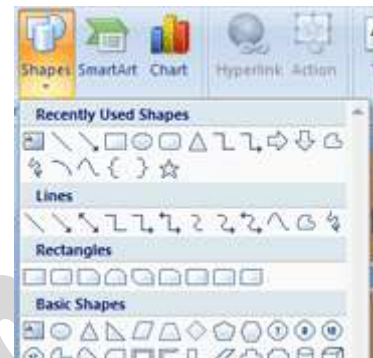 Shapes SmartArt Chart Hyperlink Action
Recently Used Shapes
Lines
Rectangles
Basic Shapes